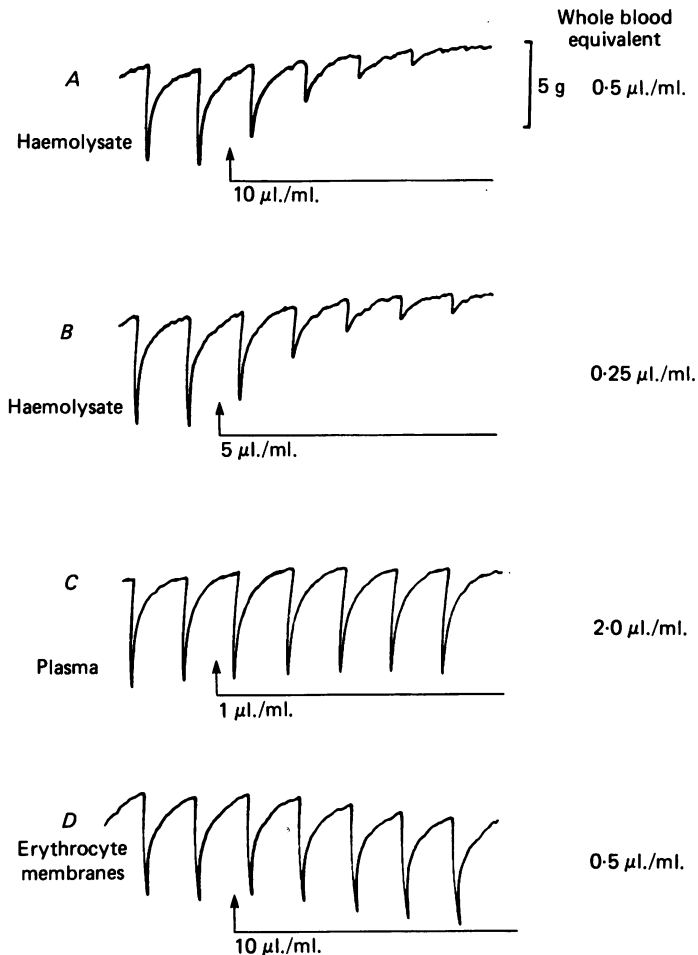 Whole blood
equivalent
A
5 g
0·5 µl./ml.
Haemolysate
10 µl./ml.
B
0·25 µl./ml.
Haemolysate
5 µl./ml.
C
2·0 µl./ml.
Plasma
1 µl./ml.
D
Erythrocyte
membranes
0·5 µl./ml.
10 µl./ml.